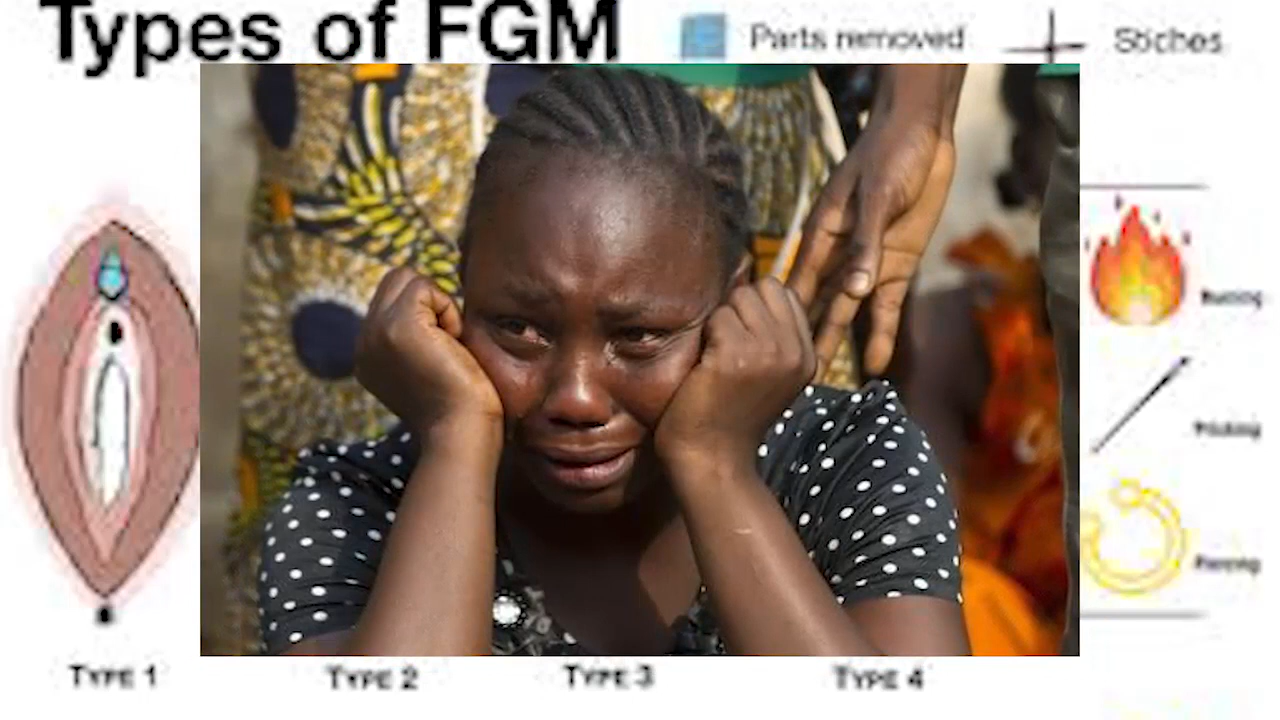 Types of FGM
Parts removed
Stiches
Burning
Pricking
Piercing
TYPE 1
TYPE 2
TYPE 3
TYPE 4